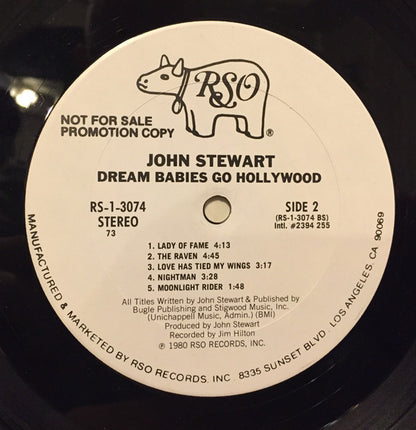 RSO
®
NOT FOR SALE
PROMOTION COPY
JOHN STEWART
DREAM BABIES GO HOLLYWOOD
RS-1-3074
STEREO
73
SIDE 2
(RS-1-3074 BS)
Intl. #2394 255
1. LADY OF FAME 4:13
2. THE RAVEN 4:45
3. LOVE HAS TIED MY WINGS 3:17
4. NIGHTMAN 5:28
5. MOONLIGHT RIDER 1:48
All Titles Written by John Stewart & Published by
Bugle Publishing and Stigwood Music Inc.
(Unichappell Music, Admin.) (BMI)
Produced by John Stewart
Recorded by Jim Hilton
℗ 1980 RSO RECORDS, INC.
MANUFACTURED & MARKETED BY RSO RECORDS, INC 8335 SUNSET BLVD. LOS ANGELES, CA 90069